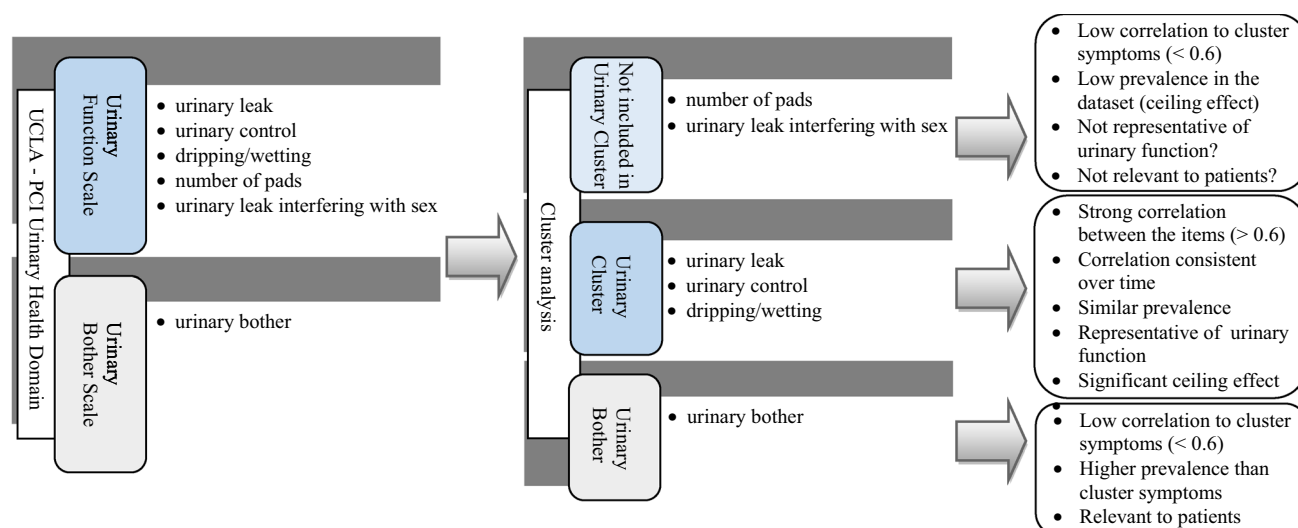 UCLA - PCI Urinary Health Domain
Urinary
Function Scale
• urinary leak
• urinary control
• dripping/wetting
• number of pads
• urinary leak interfering with sex
Urinary
Bother Scale
• urinary bother
Cluster analysis
Not included in
Urinary Cluster
• number of pads
• urinary leak interfering with sex
Urinary
Cluster
• urinary leak
• urinary control
• dripping/wetting
Urinary
Bother
• urinary bother
• Low correlation to cluster
symptoms (< 0.6)
• Low prevalence in the
dataset (ceiling effect)
• Not representative of
urinary function?
• Not relevant to patients?
• Strong correlation
between the items (> 0.6)
• Correlation consistent
over time
• Similar prevalence
• Representative of urinary
function
• Significant ceiling effect
•
• Low correlation to cluster
symptoms (< 0.6)
• Higher prevalence than
cluster symptoms
• Relevant to patients